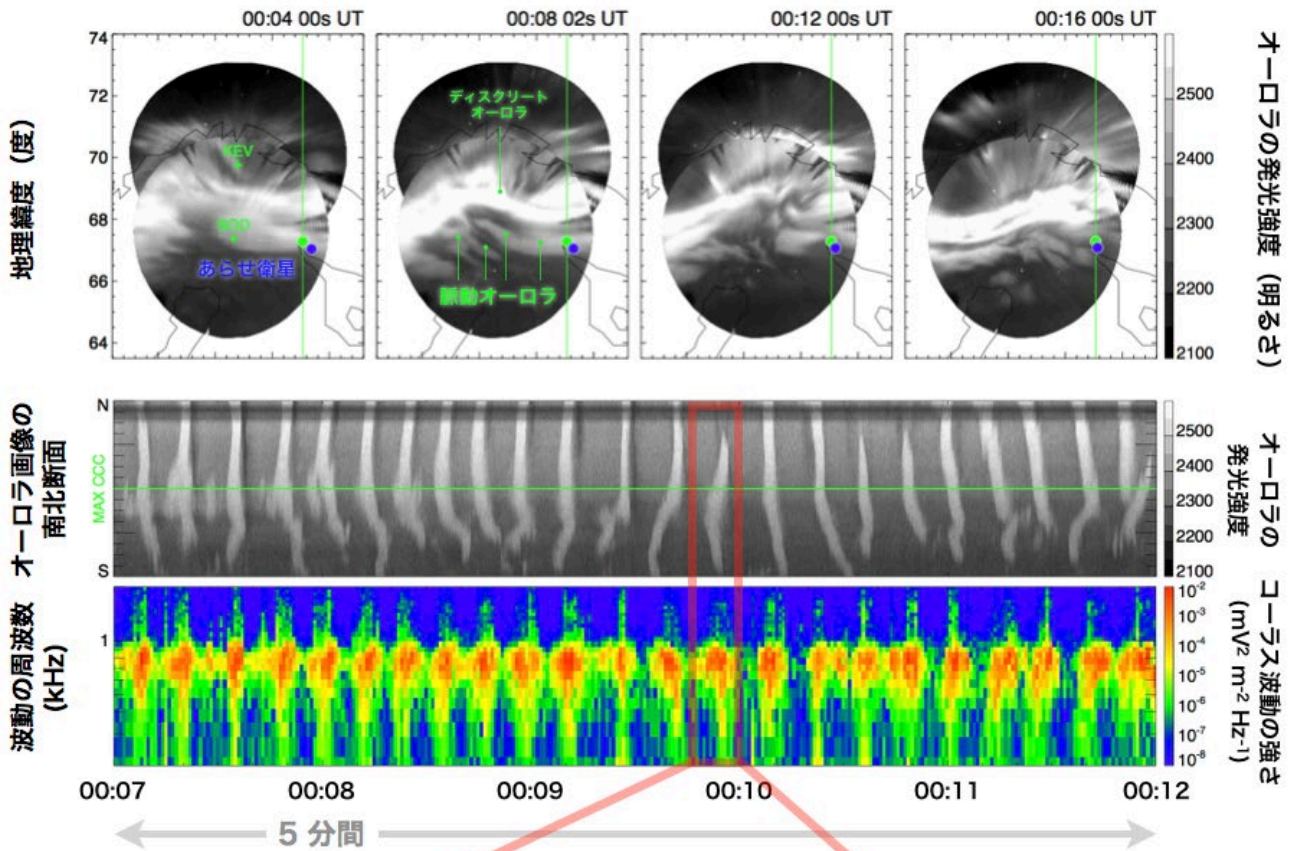 00:04 00s UT
00:08 02s UT
00:12 00s UT
00:16 00s UT
地理緯度（度）
74
72
70
68
66
64
KEV
SOD
あらせ衛星
ディスクリート
オーロラ
脈動オーロラ
2500
2400
2300
2200
2100
オーロラの発光強度（明るさ）
オーロラ画像の
南北断面
MAX CCC
N
S
2500
2400
2300
2200
2100
オーロラの
発光強度
波動の周波数
(kHz)
1
10⁻²
10⁻³
10⁻⁴
10⁻⁵
10⁻⁶
10⁻⁷
10⁻⁸
コーラス波動の強さ
(mV² m⁻² Hz⁻¹)
00:07
00:08
00:09
00:10
00:11
00:12
5 分間